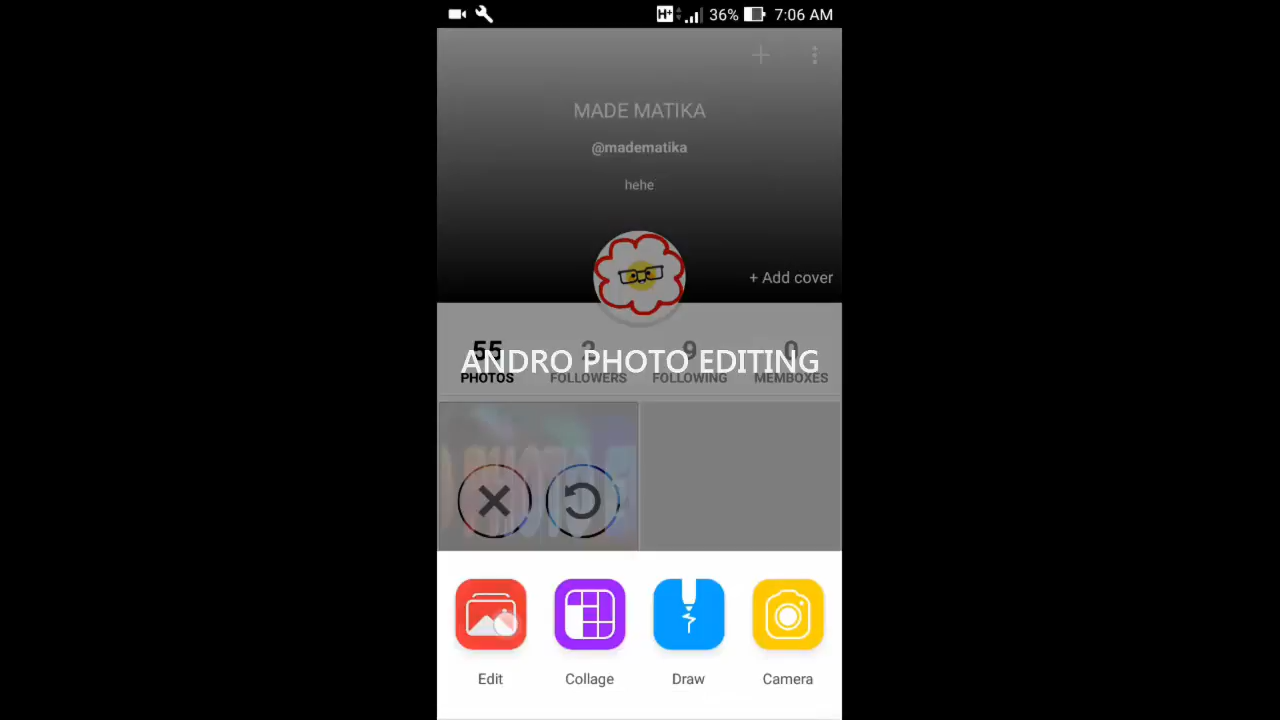 H+ 36% 7:06 AM
MADE MATIKA
@madematika
hehe
+ Add cover
55 2 9 0
ANDRO PHOTO EDITING
PHOTOS FOLLOWERS FOLLOWING MEMBOXES
PHOTO
Edit Collage Draw Camera